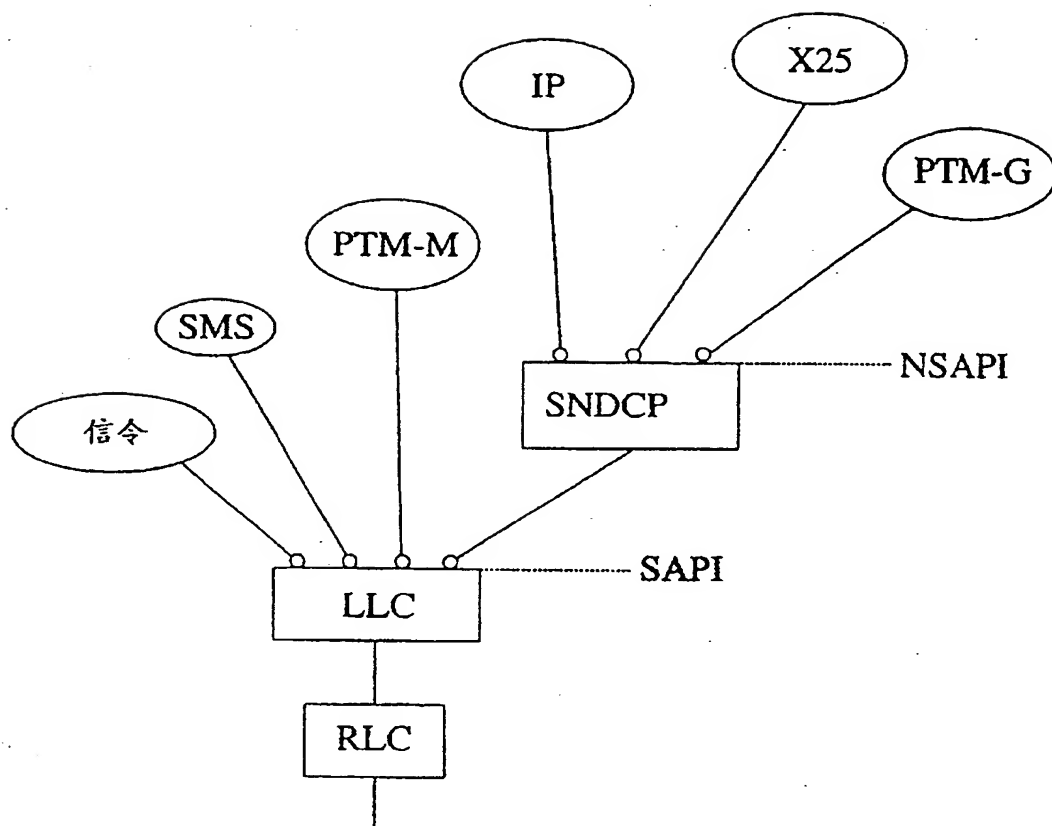 X25
IP
PTM-G
PTM-M
SMS
NSAPI
SNDCP
信令
SAPI
LLC
RLC